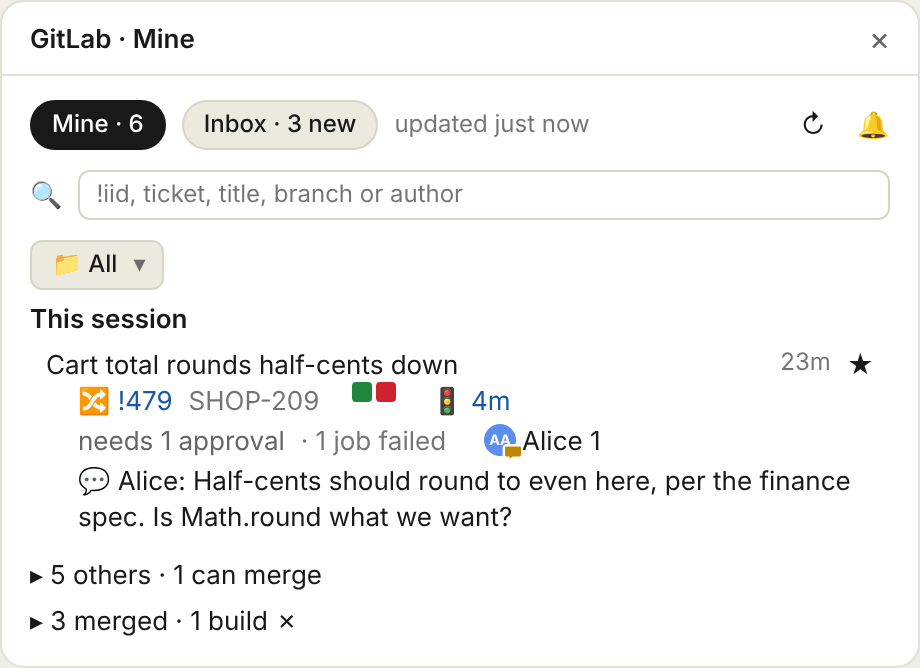 GitLab · Mine ×
Mine · 6 Inbox · 3 new updated just now
!iid, ticket, title, branch or author
All ▾
This session
Cart total rounds half-cents down 23m ★
!479 SHOP-209 4m
needs 1 approval · 1 job failed AA Alice 1
Alice: Half-cents should round to even here, per the finance
spec. Is Math.round what we want?
▸ 5 others · 1 can merge
▸ 3 merged · 1 build ×